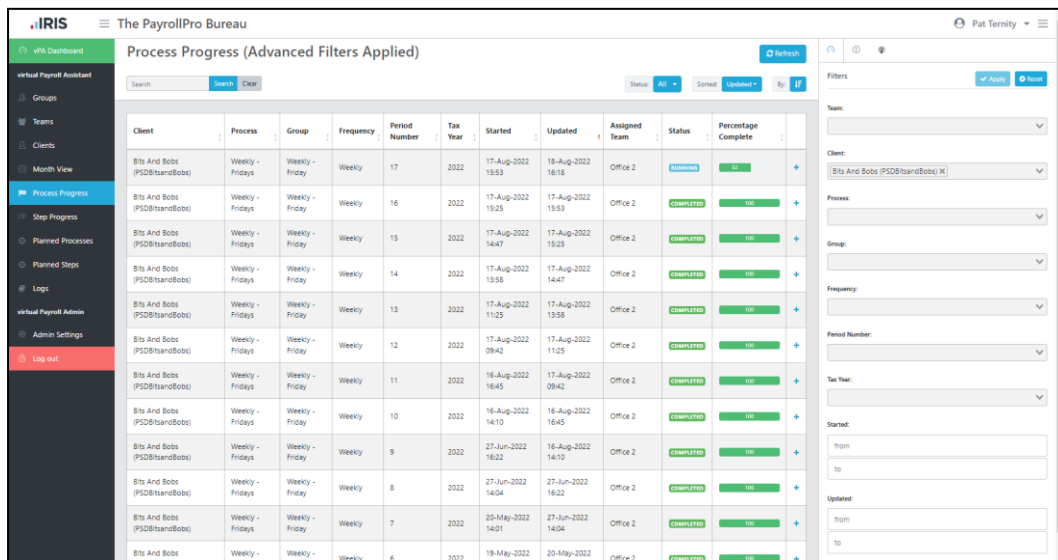 IRIS
The PayrollPro Bureau
Pat Ternity
vPA Dashboard
virtual Payroll Assistant
Groups
Teams
Clients
Month View
Process Progress
Step Progress
Planned Processes
Planned Steps
Logs
virtual Payroll Admin
Admin Settings
Log out
Process Progress (Advanced Filters Applied)
Refresh
Search Search Clear
Status: All Sorted: Updated By:
Client Process Group Frequency Period Number Tax Year Started Updated Assigned Team Status Percentage Complete
Bits And Bobs Weekly - Weekly - Weekly 17 2022 17-Aug-2022 18-Aug-2022 Office 2 RUNNING 52 +
(PSDBitsandBobs) Fridays Friday 15:53 16:18
Bits And Bobs Weekly - Weekly - Weekly 16 2022 17-Aug-2022 17-Aug-2022 Office 2 COMPLETED 100 +
(PSDBitsandBobs) Fridays Friday 15:25 15:53
Bits And Bobs Weekly - Weekly - Weekly 15 2022 17-Aug-2022 17-Aug-2022 Office 2 COMPLETED 100 +
(PSDBitsandBobs) Fridays Friday 14:47 15:25
Bits And Bobs Weekly - Weekly - Weekly 14 2022 17-Aug-2022 17-Aug-2022 Office 2 COMPLETED 100 +
(PSDBitsandBobs) Fridays Friday 13:58 14:47
Bits And Bobs Weekly - Weekly - Weekly 13 2022 17-Aug-2022 17-Aug-2022 Office 2 COMPLETED 100 +
(PSDBitsandBobs) Fridays Friday 11:25 13:58
Bits And Bobs Weekly - Weekly - Weekly 12 2022 17-Aug-2022 17-Aug-2022 Office 2 COMPLETED 100 +
(PSDBitsandBobs) Fridays Friday 09:42 11:25
Bits And Bobs Weekly - Weekly - Weekly 11 2022 16-Aug-2022 17-Aug-2022 Office 2 COMPLETED 100 +
(PSDBitsandBobs) Fridays Friday 16:45 09:42
Bits And Bobs Weekly - Weekly - Weekly 10 2022 16-Aug-2022 16-Aug-2022 Office 2 COMPLETED 100 +
(PSDBitsandBobs) Fridays Friday 14:10 16:45
Bits And Bobs Weekly - Weekly - Weekly 9 2022 27-Jun-2022 16-Aug-2022 Office 2 COMPLETED 100 +
(PSDBitsandBobs) Fridays Friday 16:22 14:10
Bits And Bobs Weekly - Weekly - Weekly 8 2022 27-Jun-2022 27-Jun-2022 Office 2 COMPLETED 100 +
(PSDBitsandBobs) Fridays Friday 14:04 16:22
Bits And Bobs Weekly - Weekly - Weekly 7 2022 20-May-2022 27-Jun-2022 Office 2 COMPLETED 100 +
(PSDBitsandBobs) Fridays Friday 14:01 14:04
Bits And Bobs Weekly - Weekly - Weekly 6 2022 19-May-2022 20-May-2022 Office 2 COMPLETED 100 +
Filters Apply Reset
Team:
Client:
Bits And Bobs (PSDBitsandBobs) ×
Process:
Group:
Frequency:
Period Number:
Tax Year:
Started:
from
to
Updated:
from
to